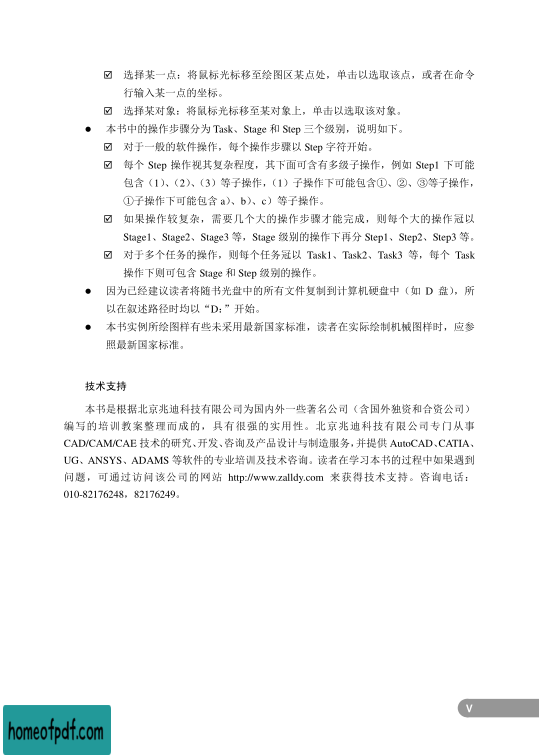 ☑ 选择某一点：将鼠标光标移至绘图区某点处，单击以选取该点，或者在命令
行输入某一点的坐标。
☑ 选择某对象：将鼠标光标移至某对象上，单击以选取该对象。
● 本书中的操作步骤分为 Task、Stage 和 Step 三个级别，说明如下。
☑ 对于一般的软件操作，每个操作步骤以 Step 字符开始。
☑ 每个 Step 操作视其复杂程度，其下面可含有多级子操作，例如 Step1 下可能
包含（1）、（2）、（3）等子操作，（1）子操作下可能包含①、②、③等子操作，
①子操作下可能包含 a）、b）、c）等子操作。
☑ 如果操作较复杂，需要几个大的操作步骤才能完成，则每个大的操作冠以
Stage1、Stage2、Stage3 等，Stage 级别的操作下再分 Step1、Step2、Step3 等。
☑ 对于多个任务的操作，则每个任务冠以 Task1、Task2、Task3 等，每个 Task
操作下则可包含 Stage 和 Step 级别的操作。
● 因为已经建议读者将随书光盘中的所有文件复制到计算机硬盘中（如 D 盘），所
以在叙述路径时均以“D:”开始。
● 本书实例所绘图样有些未采用最新国家标准，读者在实际绘制机械图样时，应参
照最新国家标准。
技术支持
本书是根据北京兆迪科技有限公司为国内外一些著名公司（含国外独资和合资公司）
编写的培训教案整理而成的，具有很强的实用性。北京兆迪科技有限公司专门从事
CAD/CAM/CAE 技术的研究、开发、咨询及产品设计与制造服务，并提供 AutoCAD、CATIA、
UG、ANSYS、ADAMS 等软件的专业培训及技术咨询。读者在学习本书的过程中如果遇到
问题，可通过访问该公司的网站 http://www.zalldy.com 来获得技术支持。咨询电话：
010-82176248，82176249。
V
homeofpdf.com